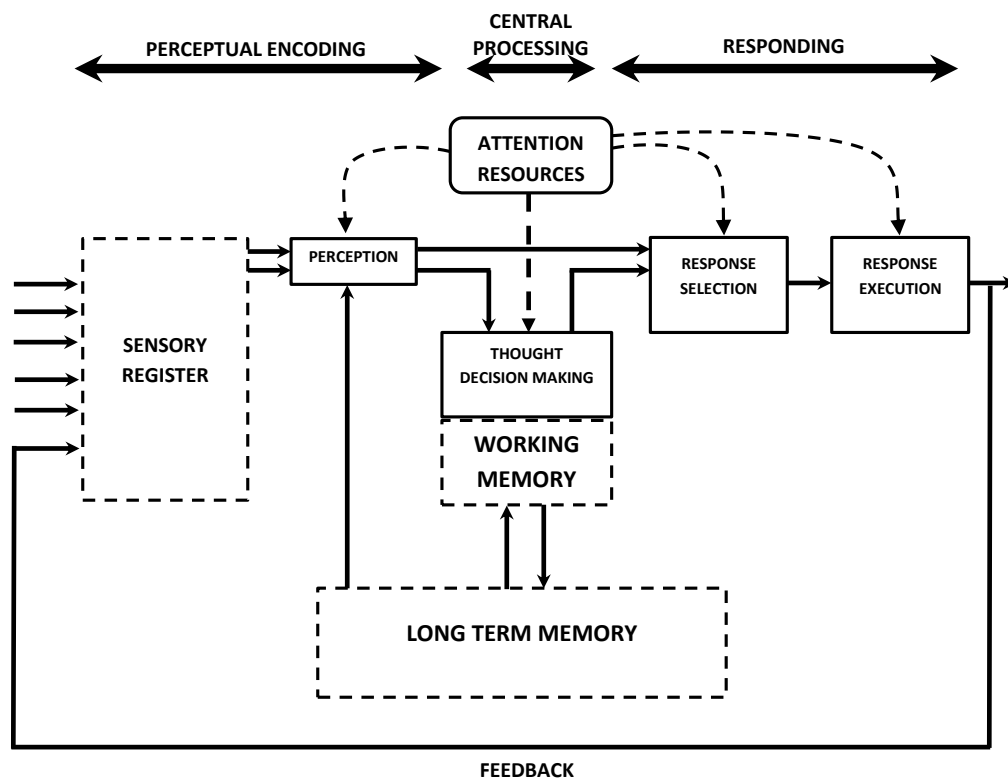 PERCEPTUAL ENCODING
CENTRAL
PROCESSING
RESPONDING
ATTENTION
RESOURCES
SENSORY
REGISTER
PERCEPTION
THOUGHT
DECISION MAKING
WORKING
MEMORY
RESPONSE
SELECTION
RESPONSE
EXECUTION
LONG TERM MEMORY
FEEDBACK